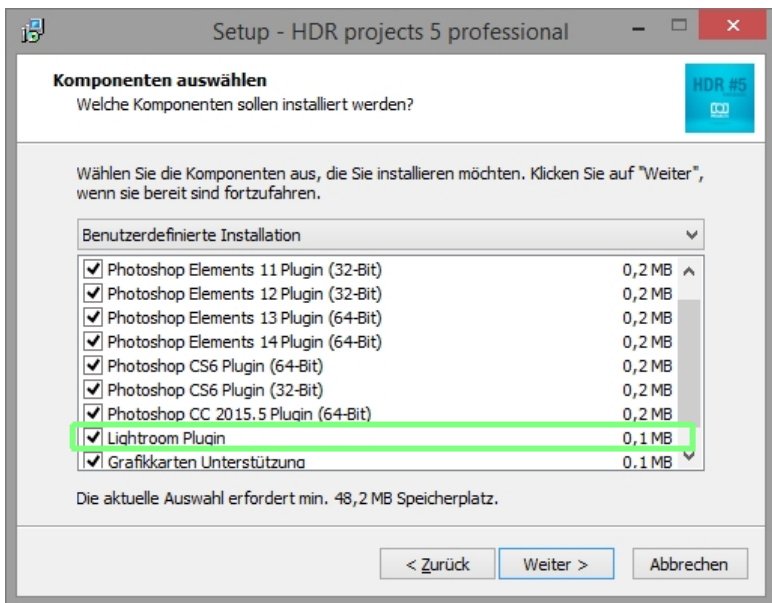 Setup - HDR projects 5 professional
Komponenten auswählen
Welche Komponenten sollen installiert werden?
HDR #5
Wählen Sie die Komponenten aus, die Sie installieren möchten. Klicken Sie auf "Weiter",
wenn sie bereit sind fortzufahren.
Benutzerdefinierte Installation
Photoshop Elements 11 Plugin (32-Bit) 0,2 MB
Photoshop Elements 12 Plugin (32-Bit) 0,2 MB
Photoshop Elements 13 Plugin (64-Bit) 0,2 MB
Photoshop Elements 14 Plugin (64-Bit) 0,2 MB
Photoshop CS6 Plugin (64-Bit) 0,2 MB
Photoshop CS6 Plugin (32-Bit) 0,2 MB
Photoshop CC 2015.5 Plugin (64-Bit) 0,2 MB
Lightroom Plugin 0,1 MB
Grafikkarten Unterstützung 0,1 MB
Die aktuelle Auswahl erfordert min. 48,2 MB Speicherplatz.
< Zurück Weiter > Abbrechen